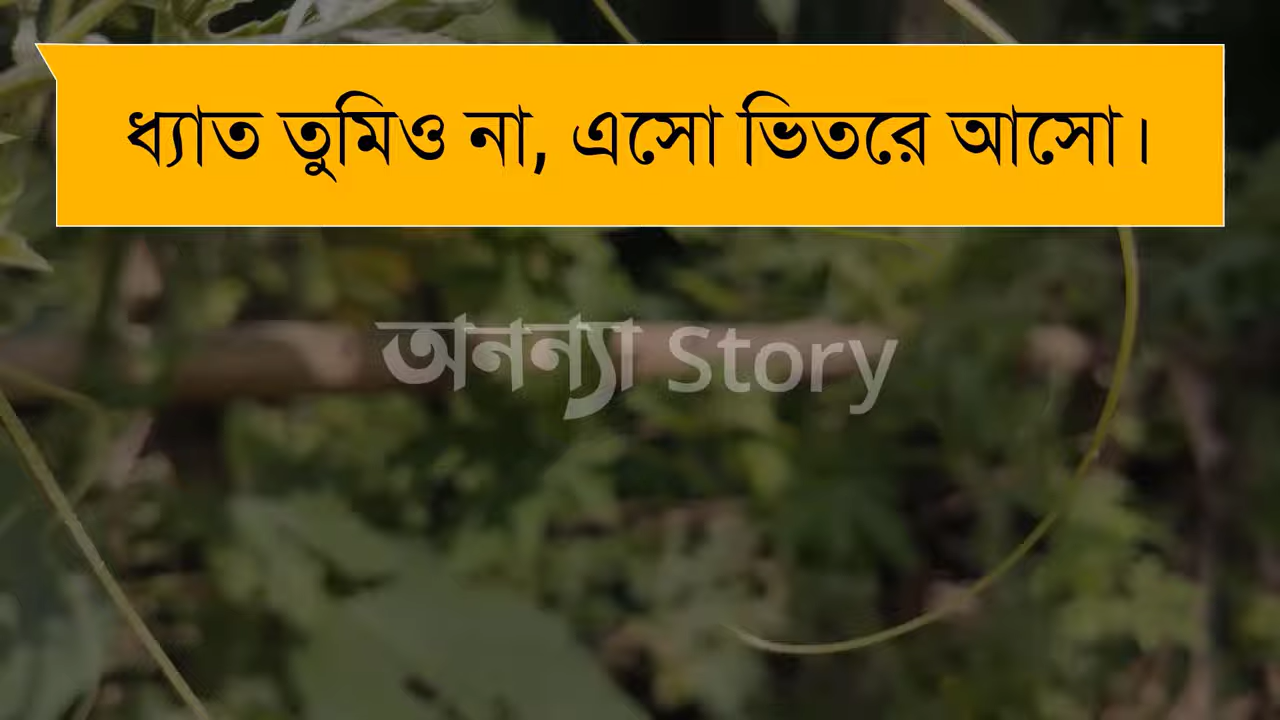 ধ্যাত তুমিও না, এসো ভিতরে আসো।
অনন্যা Story